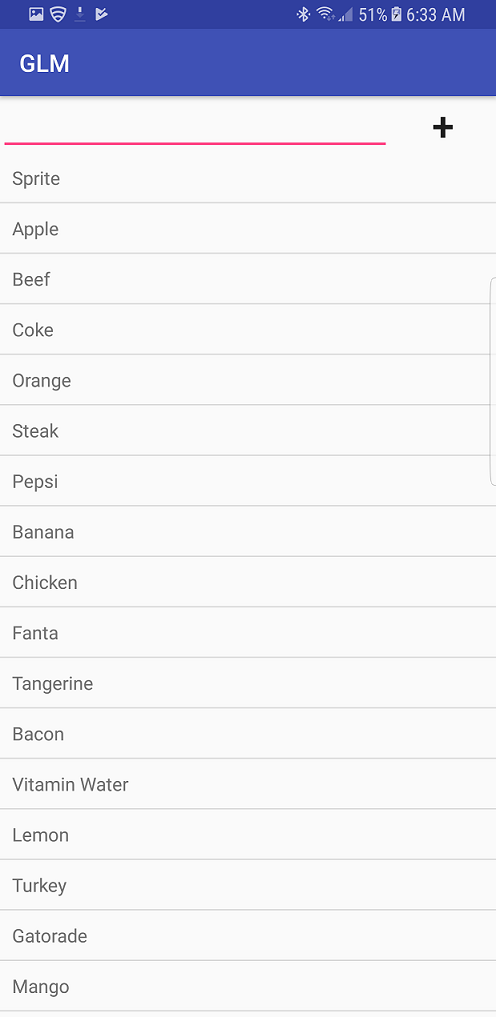 51% 6:33 AM
GLM
+
Sprite
Apple
Beef
Coke
Orange
Steak
Pepsi
Banana
Chicken
Fanta
Tangerine
Bacon
Vitamin Water
Lemon
Turkey
Gatorade
Mango